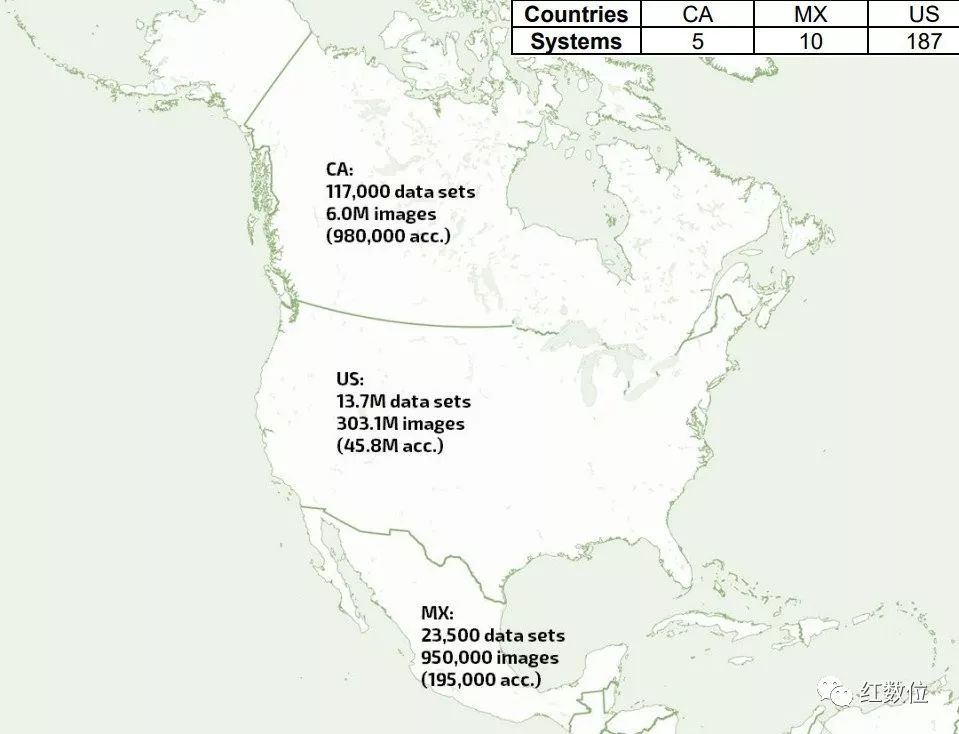 Countries CA MX US
Systems 5 10 187
CA:
117,000 data sets
6.0M images
(980,000 acc.)
US:
13.7M data sets
303.1M images
(45.8M acc.)
MX:
23,500 data sets
950,000 images
(195,000 acc.)
红数位